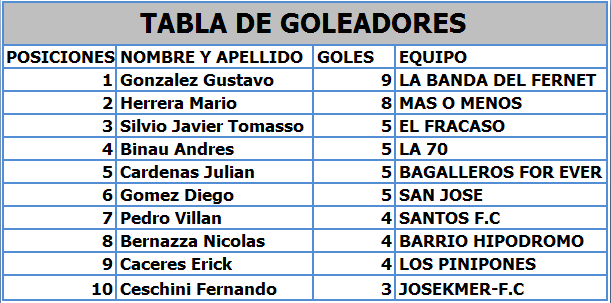 TABLA DE GOLEADORES
POSICIONES NOMBRE Y APELLIDO GOLES EQUIPO
1 Gonzalez Gustavo 9 LA BANDA DEL FERNET
2 Herrera Mario 8 MAS O MENOS
3 Silvio Javier Tomasso 5 EL FRACASO
4 Binau Andres 5 LA 70
5 Cardenas Julian 5 BAGALLEROS FOR EVER
6 Gomez Diego 5 SAN JOSE
7 Pedro Villan 4 SANTOS F.C
8 Bernazza Nicolas 4 BARRIO HIPODROMO
9 Caceres Erick 4 LOS PINIPONES
10 Ceschini Fernando 3 JOSEKMER-F.C